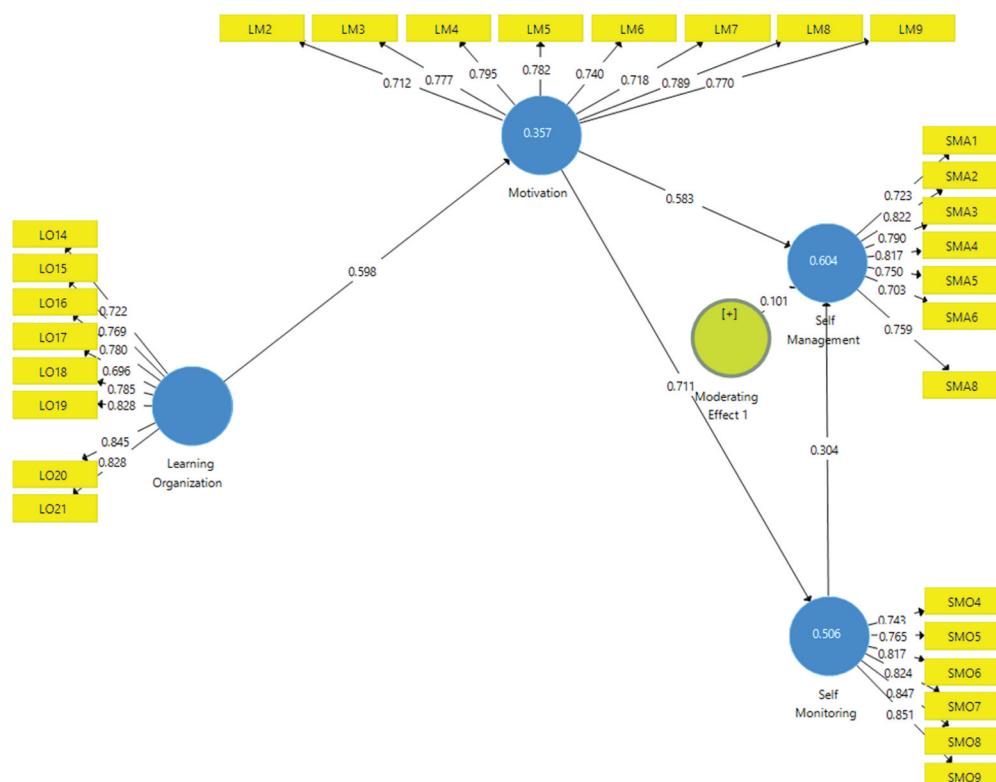 LM2 LM3 LM4 LM5 LM6 LM7 LM8 LM9
0.712 0.777 0.795 0.782 0.740 0.718 0.789 0.770
0.357
Motivation
0.583
0.598
0.711
LO14
LO15
LO16
LO17
LO18
LO19
LO20
LO21
0.722
0.769
0.780
0.696
0.785
0.828
0.845
0.828
Learning
Organization
[+]
0.101
Moderating
Effect 1
0.604
Self
Management
0.723
0.822
0.790
0.817
0.750
0.703
0.759
SMA1
SMA2
SMA3
SMA4
SMA5
SMA6
SMA8
0.304
0.506
Self
Monitoring
0.743
0.765
0.817
0.824
0.847
0.851
SMO4
SMO5
SMO6
SMO7
SMO8
SMO9